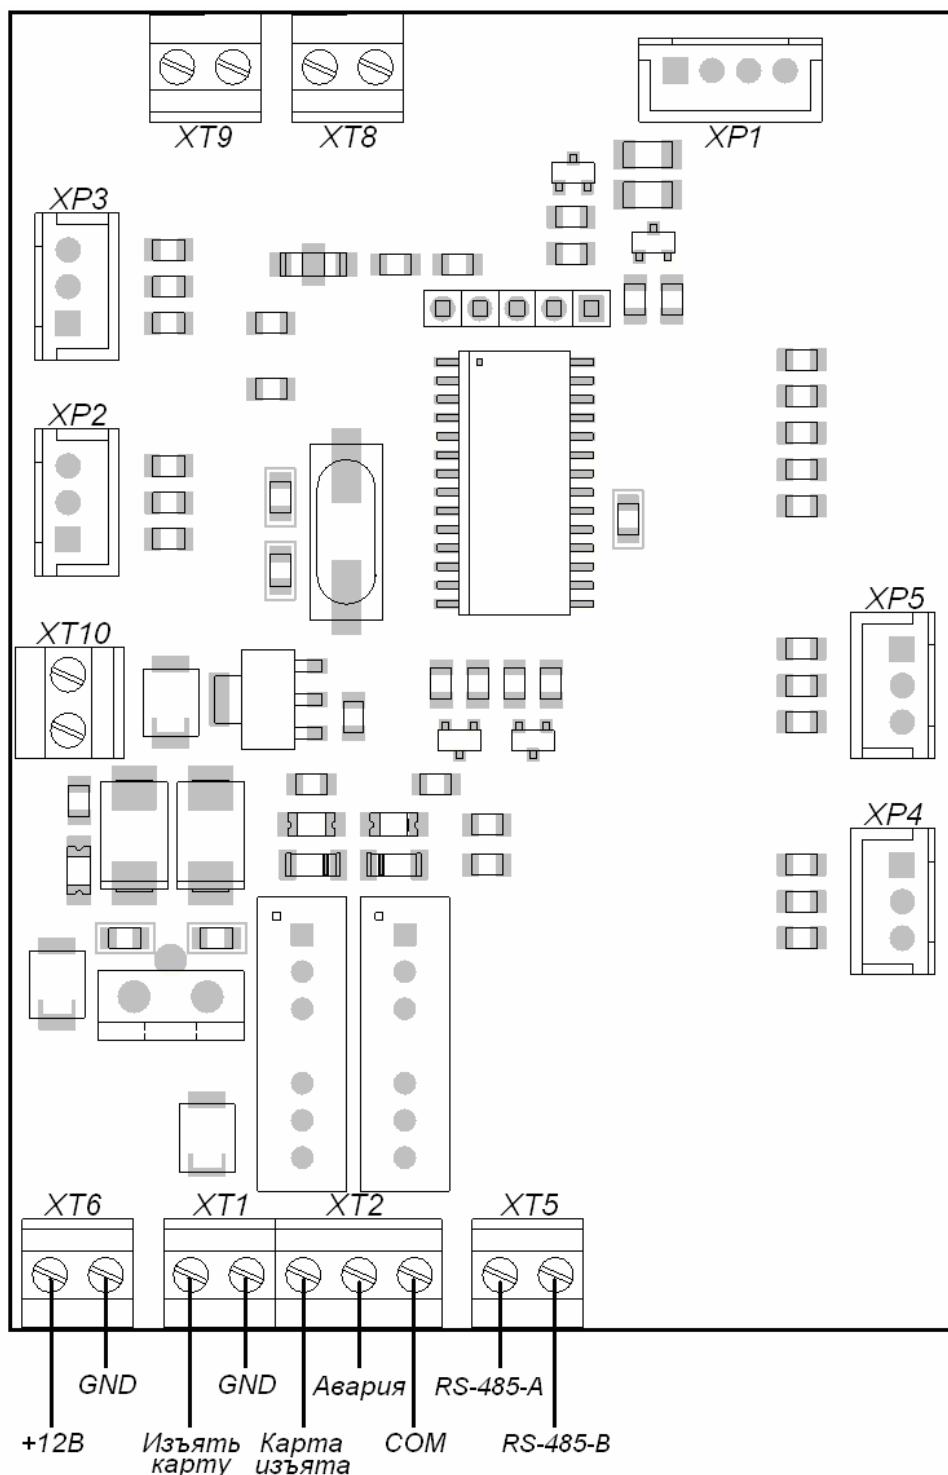 XT9 XT8 XP1
XP3
XP2
XT10 XP5
XP4
XT6 XT1 XT2 XT5
GND GND Авария RS-485-A
+12В Изъять Карта COM RS-485-B
карту изъята